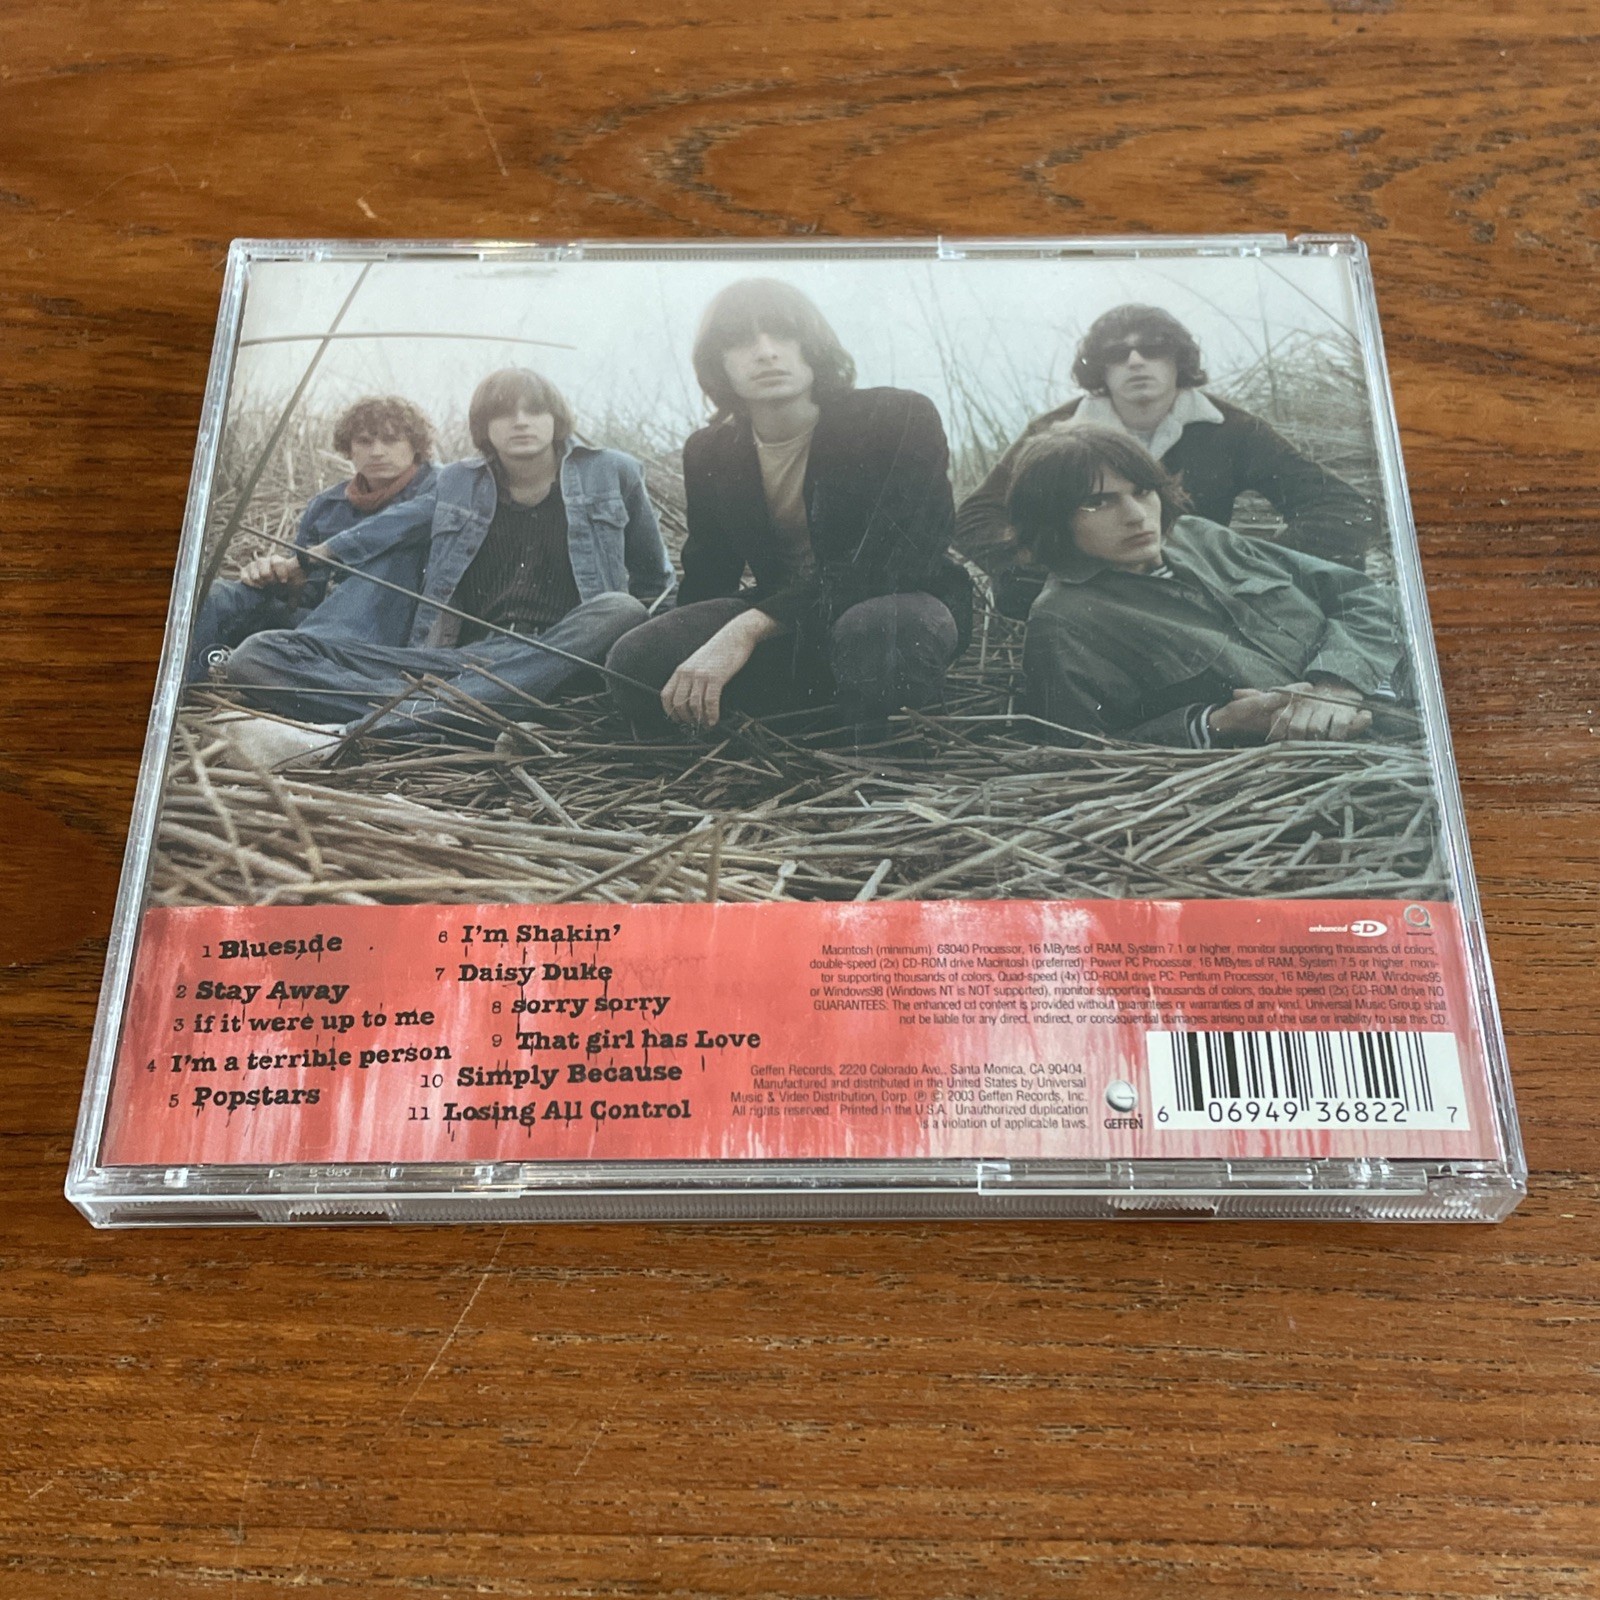 1 Blueside
2 Stay Away
3 if it were up to me
4 I'm a terrible person
5 Popstars
6 I'm Shakin'
7 Daisy Duke
8 sorry sorry
9 That girl has Love
10 Simply Because
11 Losing All Control
enhanced CD
Macintosh (minimum): 68040 Processor, 16 MBytes of RAM, System 7.1 or higher, monitor supporting thousands of colors,
double-speed (2x) CD-ROM drive Macintosh (preferred): Power PC Processor, 16 MBytes of RAM, System 7.5 or higher, moni-
tor supporting thousands of colors, Quad-speed (4x) CD-ROM drive PC: Pentium Processor, 16 MBytes of RAM, Windows95
or Windows98 (Windows NT is NOT supported), monitor supporting thousands of colors, double speed (2x) CD-ROM drive NO
GUARANTEES: The enhanced cd content is provided without guarantees or warranties of any kind. Universal Music Group shall
not be liable for any direct, indirect, or consequential damages arising out of the use or inability to use this CD.
Geffen Records, 2220 Colorado Ave., Santa Monica, CA 90404.
Manufactured and distributed in the United States by Universal
Music & Video Distribution, Corp. ℗ © 2003 Geffen Records, Inc.
All rights reserved. Printed in the U.S.A. Unauthorized duplication
is a violation of applicable laws.
GEFFEN
6 06949 36822 7